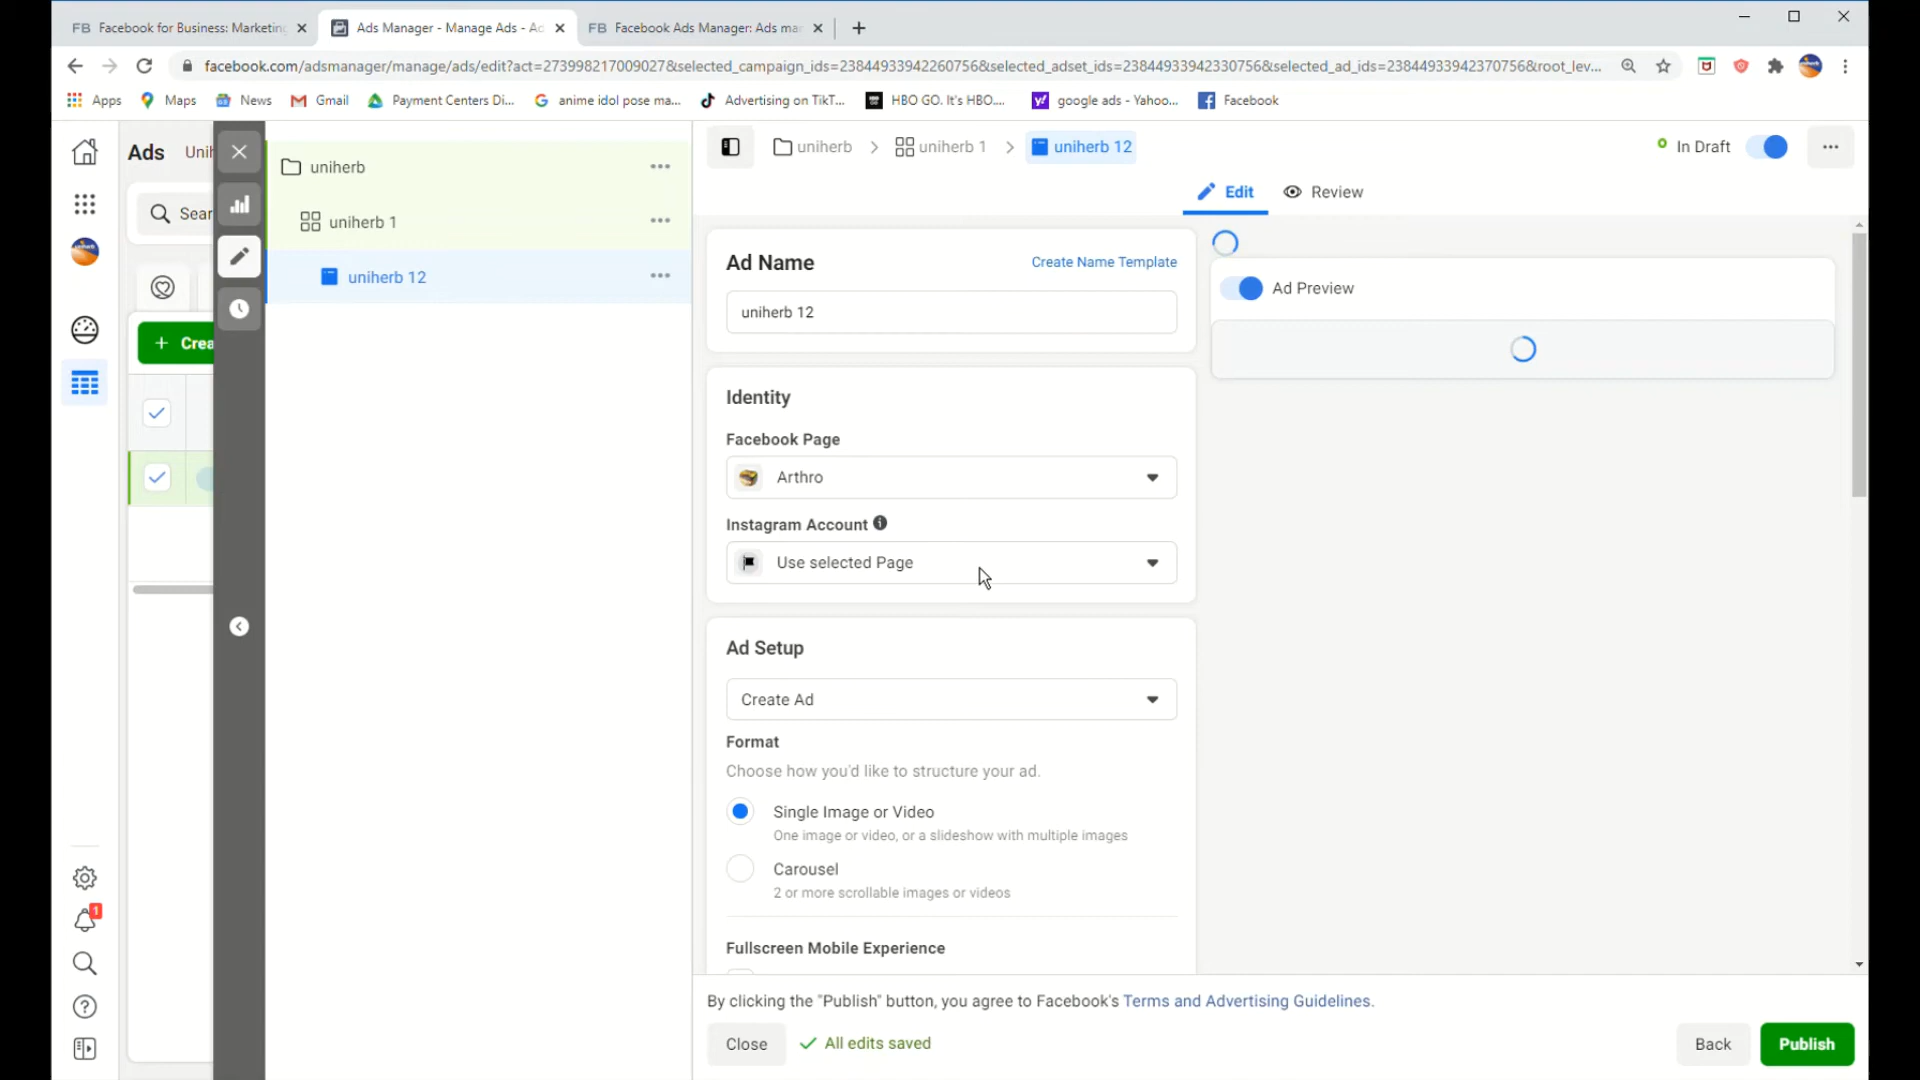 FB Facebook for Business: Marketing
Ads Manager - Manage Ads - Ad
FB Facebook Ads Manager: Ads ma
facebook.com/adsmanager/manage/ads/edit?act=273998217009027&selected_campaign_ids=23844933942260756&selected_adset_ids=23844933942330756&selected_ad_ids=23844933942370756&root_lev...
Apps
Maps
News
Gmail
Payment Centers Di...
anime idol pose ma...
Advertising on TikT...
HBO GO. It's HBO....
google ads - Yahoo...
Facebook
Ads
Sear
+ Crea
1
uniherb
uniherb 1
uniherb 12
uniherb > uniherb 1 > uniherb 12
In Draft
Edit
Review
Ad Name
Create Name Template
uniherb 12
Identity
Facebook Page
Arthro
Instagram Account
Use selected Page
Ad Setup
Create Ad
Format
Choose how you'd like to structure your ad.
Single Image or Video
One image or video, or a slideshow with multiple images
Carousel
2 or more scrollable images or videos
Fullscreen Mobile Experience
Ad Preview
By clicking the "Publish" button, you agree to Facebook's Terms and Advertising Guidelines.
Close
All edits saved
Back
Publish